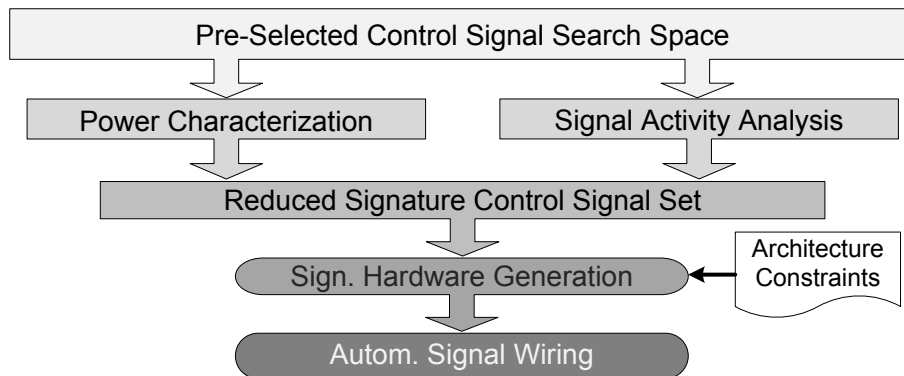 Pre-Selected Control Signal Search Space
Power Characterization
Signal Activity Analysis
Reduced Signature Control Signal Set
Sign. Hardware Generation
Architecture
Constraints
Autom. Signal Wiring